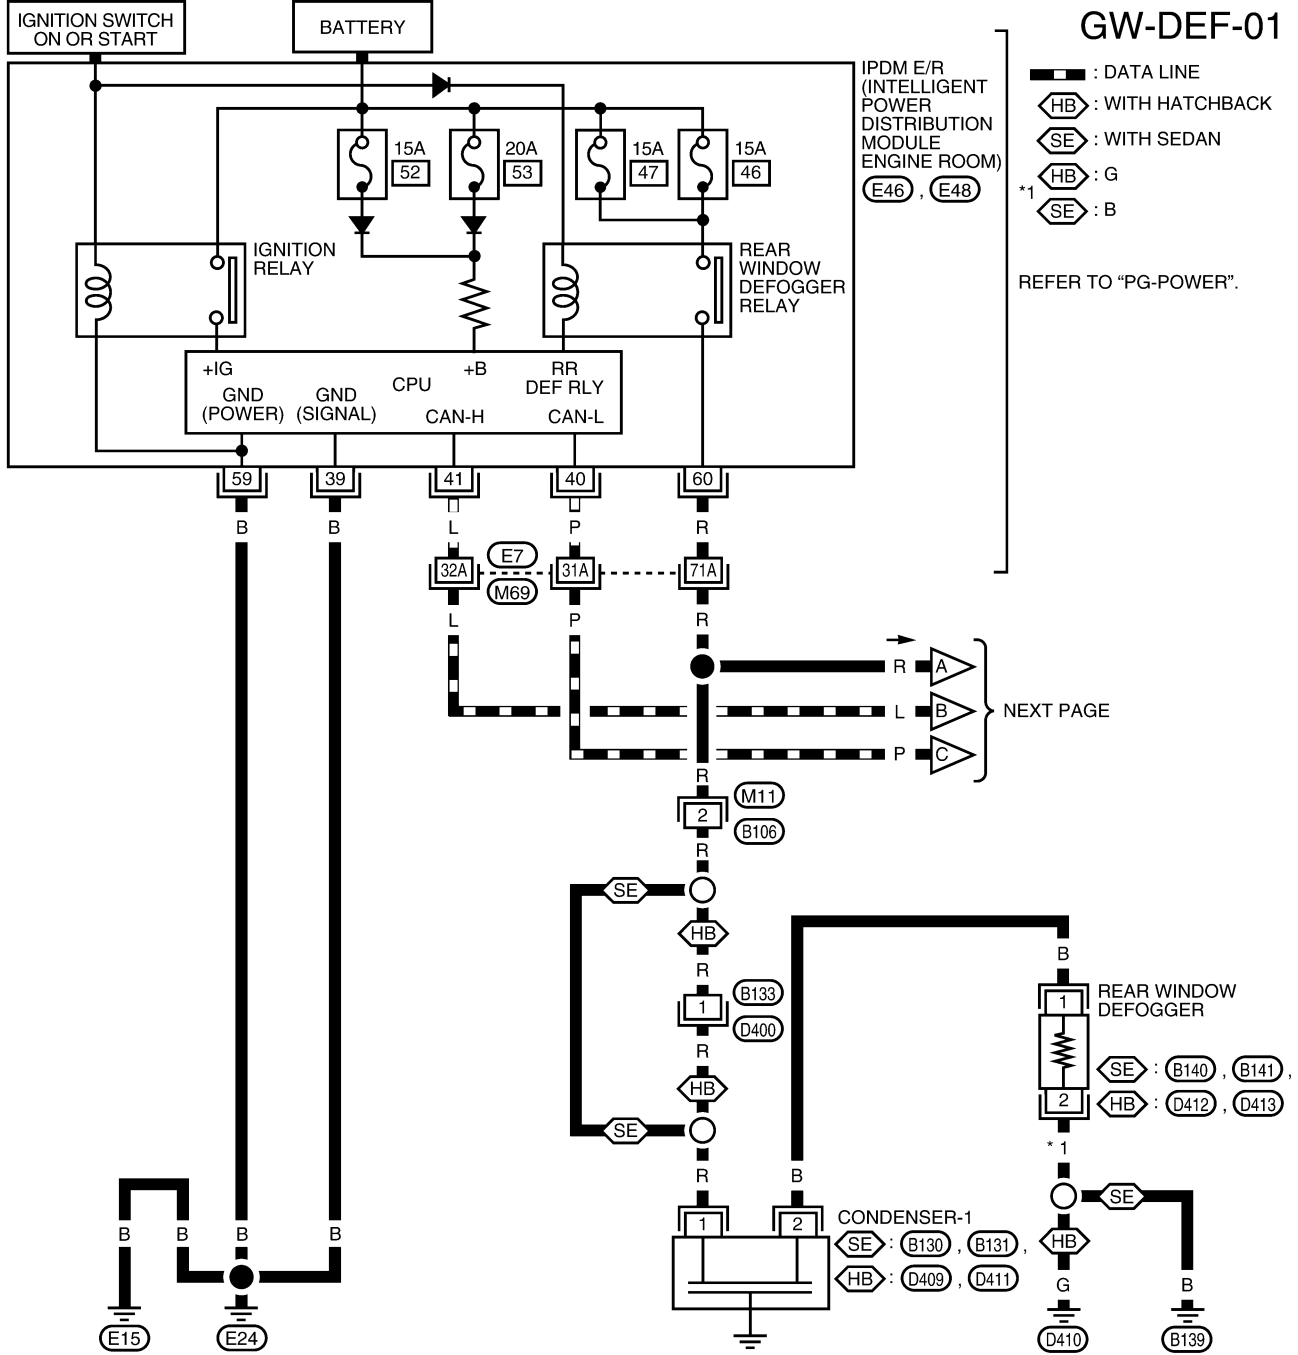 IGNITION SWITCH
ON OR START
BATTERY
GW-DEF-01
IPDM E/R
(INTELLIGENT
POWER
DISTRIBUTION
MODULE
ENGINE ROOM)
E46 , E48
: DATA LINE
HB : WITH HATCHBACK
SE : WITH SEDAN
*1
HB : G
SE : B
REFER TO “PG-POWER”.
15A
52
20A
53
15A
47
15A
46
IGNITION
RELAY
REAR
WINDOW
DEFOGGER
RELAY
+IG
+B
RR
DEF RLY
CPU
GND
(POWER)
GND
(SIGNAL)
CAN-H
CAN-L
59
39
41
40
60
B
B
L
P
R
32A
E7
M69
31A
71A
L
P
R
R
A
L
B
P
C
NEXT PAGE
R
2
M11
B106
R
SE
HB
R
1
B133
D400
R
HB
SE
R
B
B
1
REAR WINDOW
DEFOGGER
2
SE : B140 , B141 ,
HB : D412 , D413
* 1
SE
HB
G
B
D410
B139
1
2
CONDENSER-1
SE : B130 , B131 ,
HB : D409 , D411
B
B
B
B
E15
E24